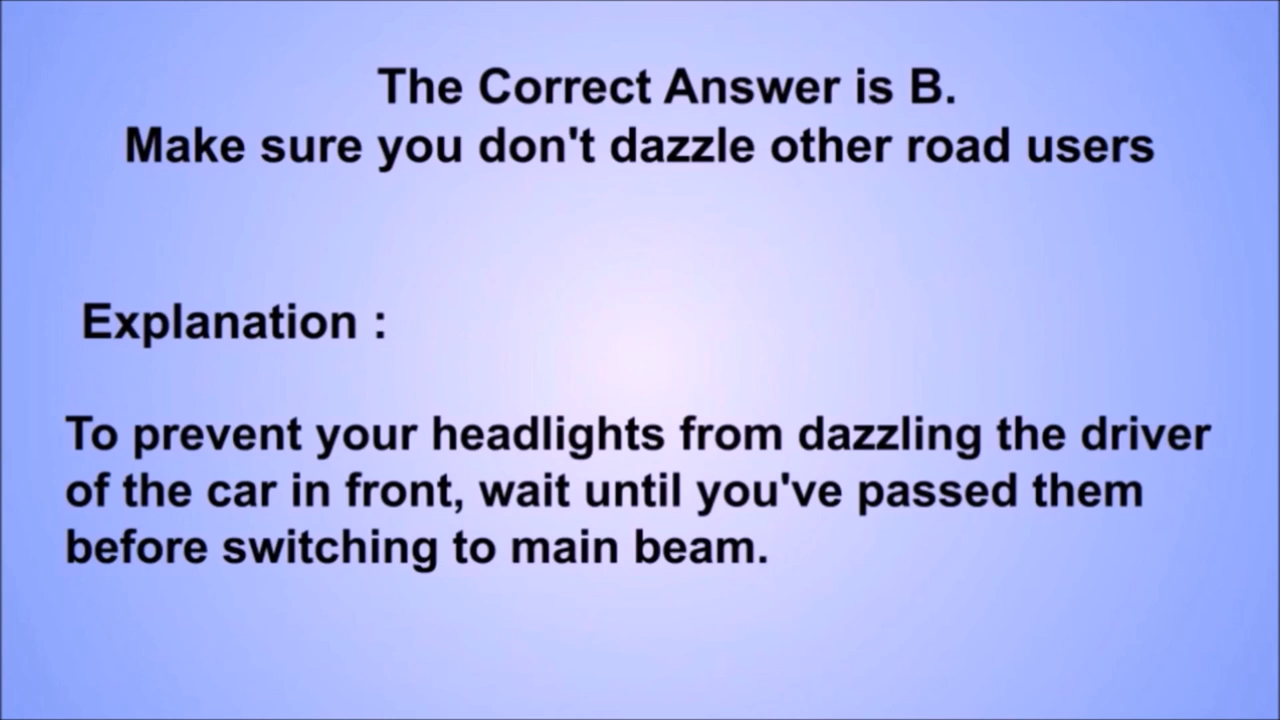 The Correct Answer is B.
Make sure you don't dazzle other road users
Explanation :
To prevent your headlights from dazzling the driver
of the car in front, wait until you've passed them
before switching to main beam.